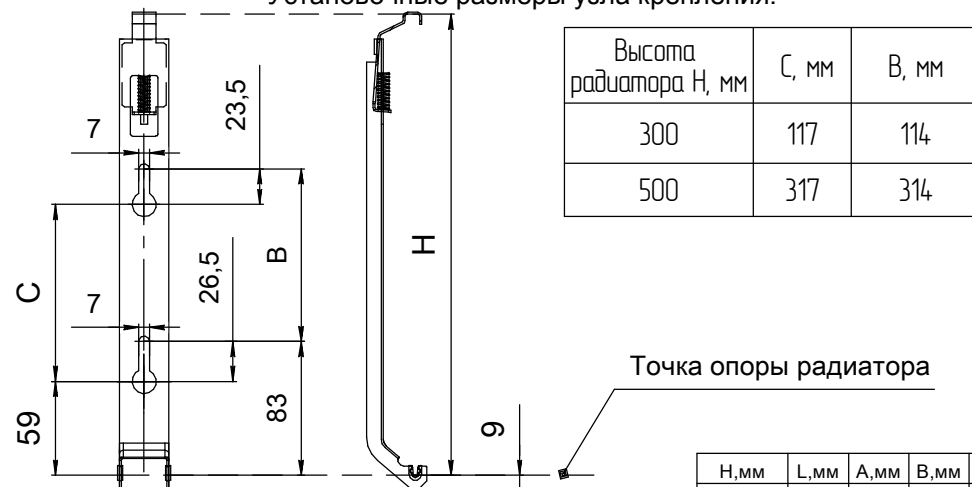 Установочные размеры узла крепления:
Высота радиатора H, мм | C, мм | B, мм
300 | 117 | 114
500 | 317 | 314
23,5
7
C
B
26,5
7
H
59
83
9
Точка опоры радиатора
H,мм | L,мм | A,мм | B,мм